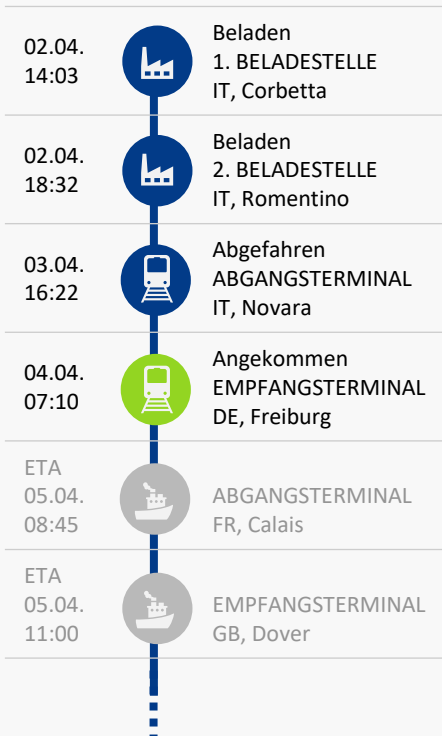 02.04.
14:03
Beladen
1. BELADESTELLE
IT, Corbetta
02.04.
18:32
Beladen
2. BELADESTELLE
IT, Romentino
03.04.
16:22
Abgefahren
ABGANGSTERMINAL
IT, Novara
04.04.
07:10
Angekommen
EMPFANGSTERMINAL
DE, Freiburg
ETA
05.04.
08:45
ABGANGSTERMINAL
FR, Calais
ETA
05.04.
11:00
EMPFANGSTERMINAL
GB, Dover